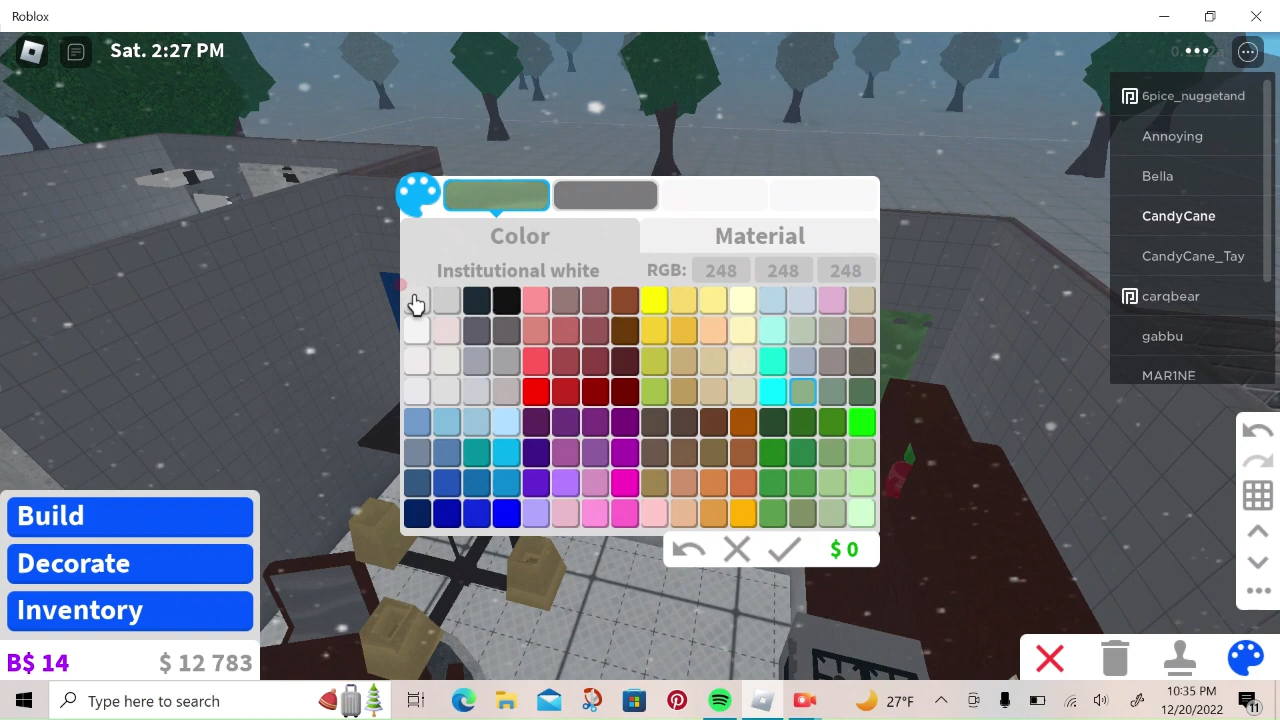 Roblox
Sat. 2:27 PM
6pice_nuggetand
Annoying
Bella
CandyCane
CandyCane_Tay
carqbear
gabbu
MAR1NE
Color
Material
Institutional white
RGB: 248 248 248
$ 0
Build
Decorate
Inventory
B$ 14 $ 12 783
Type here to search
27°F
10:35 PM
12/20/2022
11